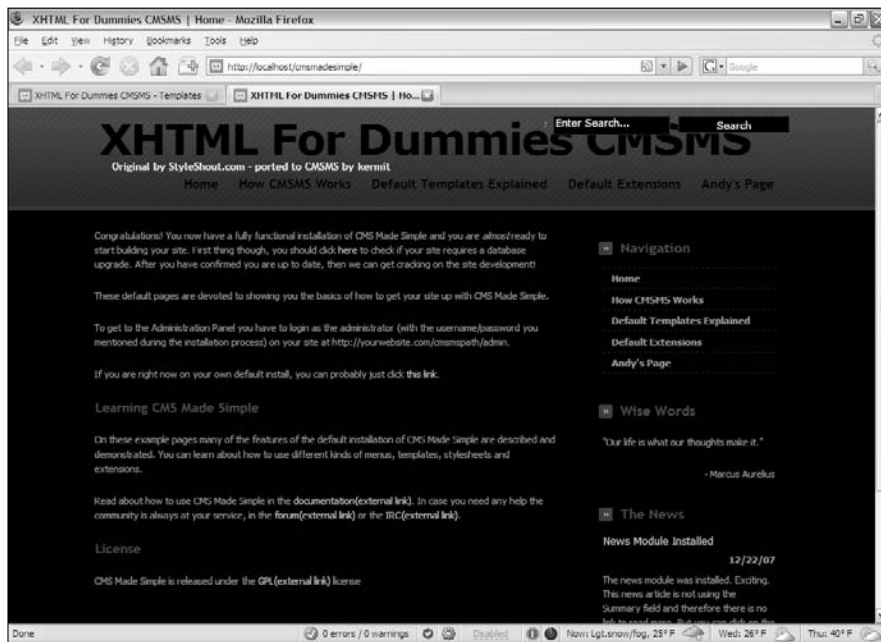 XHTML For Dummies CMSMS | Home - Mozilla Firefox
File Edit View History Bookmarks Tools Help
http://localhost/cmsmadesimple/
Google
XHTML For Dummies CMSMS - Templates
XHTML For Dummies CMSMS | Ho...
: Enter Search... Search
XHTML For Dummies CMSMS
Original by StyleShout.com - ported to CMSMS by kermit
Home How CMSMS Works Default Templates Explained Default Extensions Andy's Page
Congratulations! You now have a fully functional installation of CMS Made Simple and you are almost ready to
start building your site. First thing though, you should click here to check if your site requires a database
upgrade. After you have confirmed you are up to date, then we can get cracking on the site development!
These default pages are devoted to showing you the basics of how to get your site up with CMS Made Simple.
To get to the Administration Panel you have to login as the administrator (with the username/password you
mentioned during the installation process) on your site at http://yourwebsite.com/cmsmspath/admin.
If you are right now on your own default install, you can probably just click this link.
Learning CMS Made Simple
On these example pages many of the features of the default installation of CMS Made Simple are described and
demonstrated. You can learn about how to use different kinds of menus, templates, stylesheets and
extensions.
Read about how to use CMS Made Simple in the documentation(external link). In case you need any help the
community is always at your service, in the forum(external link) or the IRC(external link).
License
CMS Made Simple is released under the GPL(external link) license
Navigation
Home
How CMSMS Works
Default Templates Explained
Default Extensions
Andy's Page
Wise Words
"Our life is what our thoughts make it."
- Marcus Aurelius
The News
News Module Installed
12/22/07
The news module was installed. Exciting.
This news article is not using the
Summary field and therefore there is no
link to read more. But you can click on the
Done
0 errors / 0 warnings
Disabled
Now: Lgt.snow/fog, 25° F
Wed: 26° F
Thu: 40° F